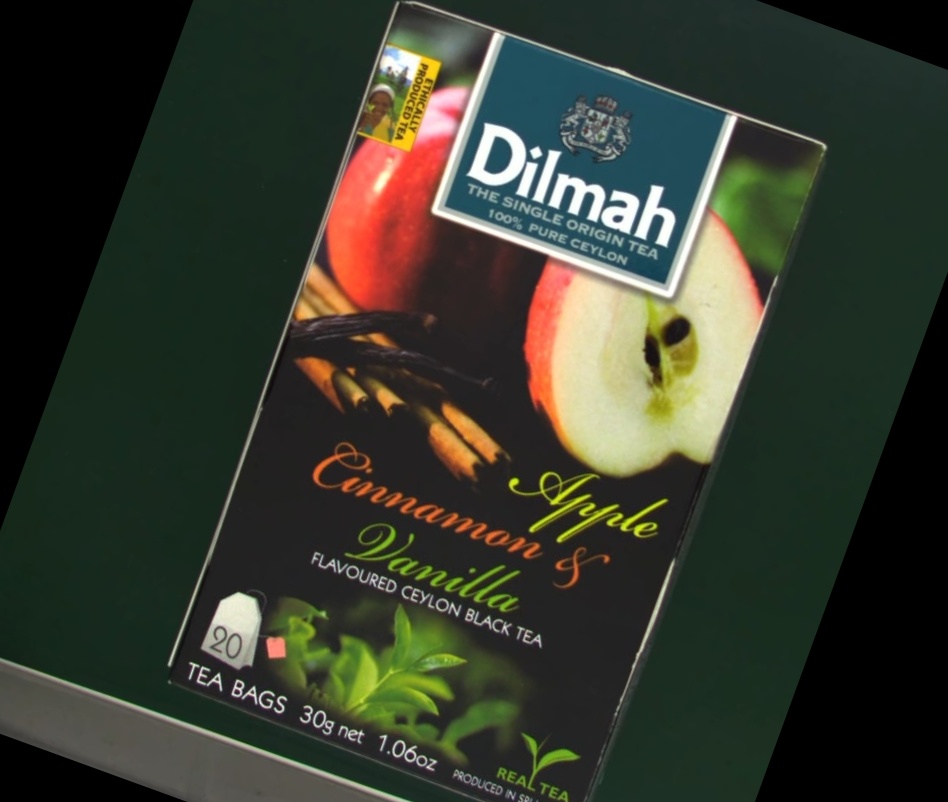 ETHICALLY
PRODUCED TEA
Dilmah
THE SINGLE ORIGIN TEA
100% PURE CEYLON
Apple
Cinnamon &
Vanilla
FLAVOURED CEYLON BLACK TEA
20
TEA BAGS 30g net 1.06oz
REAL TEA
PRODUCED IN